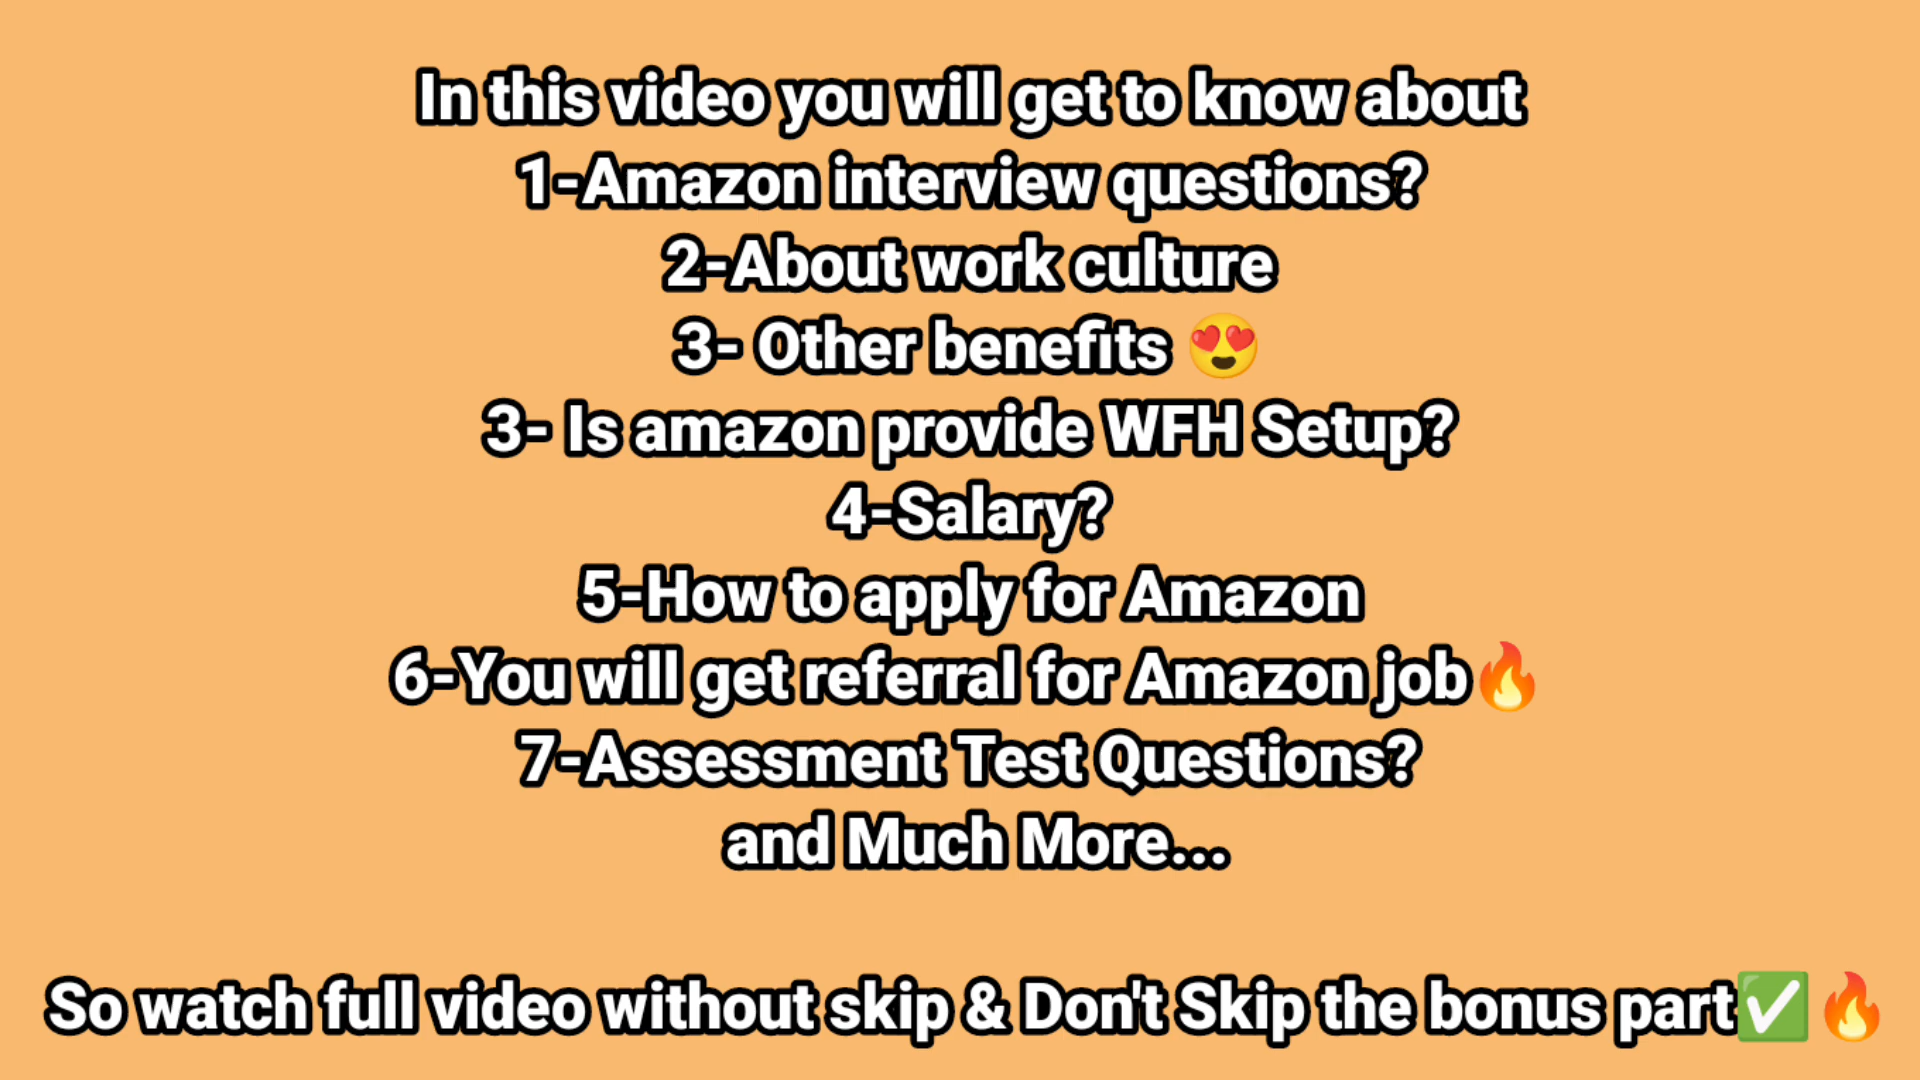 In this video you will get to know about
1-Amazon interview questions?
2-About work culture
3- Other benefits 😍
3- Is amazon provide WFH Setup?
4-Salary?
5-How to apply for Amazon
6-You will get referral for Amazon job🔥
7-Assessment Test Questions?
and Much More...
So watch full video without skip & Don't Skip the bonus part✅🔥